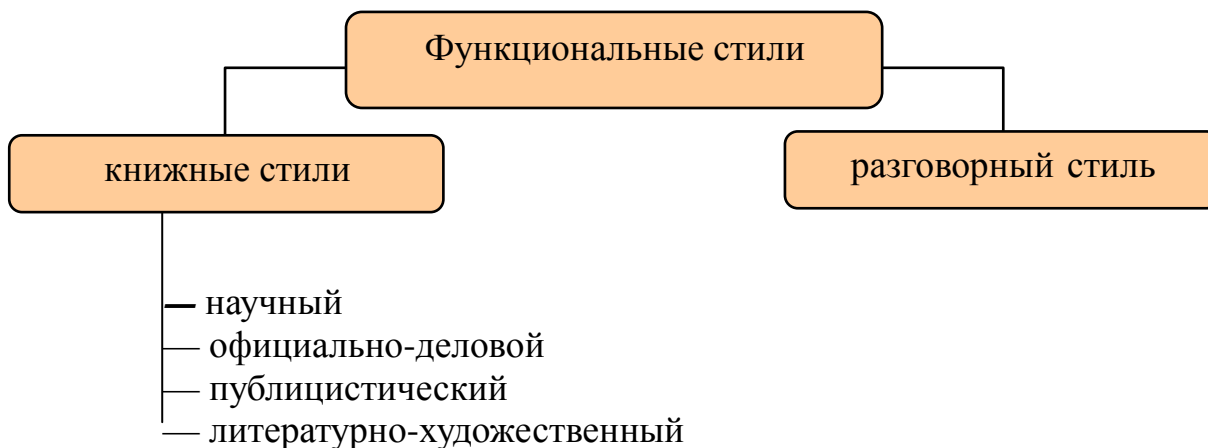 Функциональные стили
книжные стили
разговорный стиль
научный
официально-деловой
публицистический
литературно-художественный